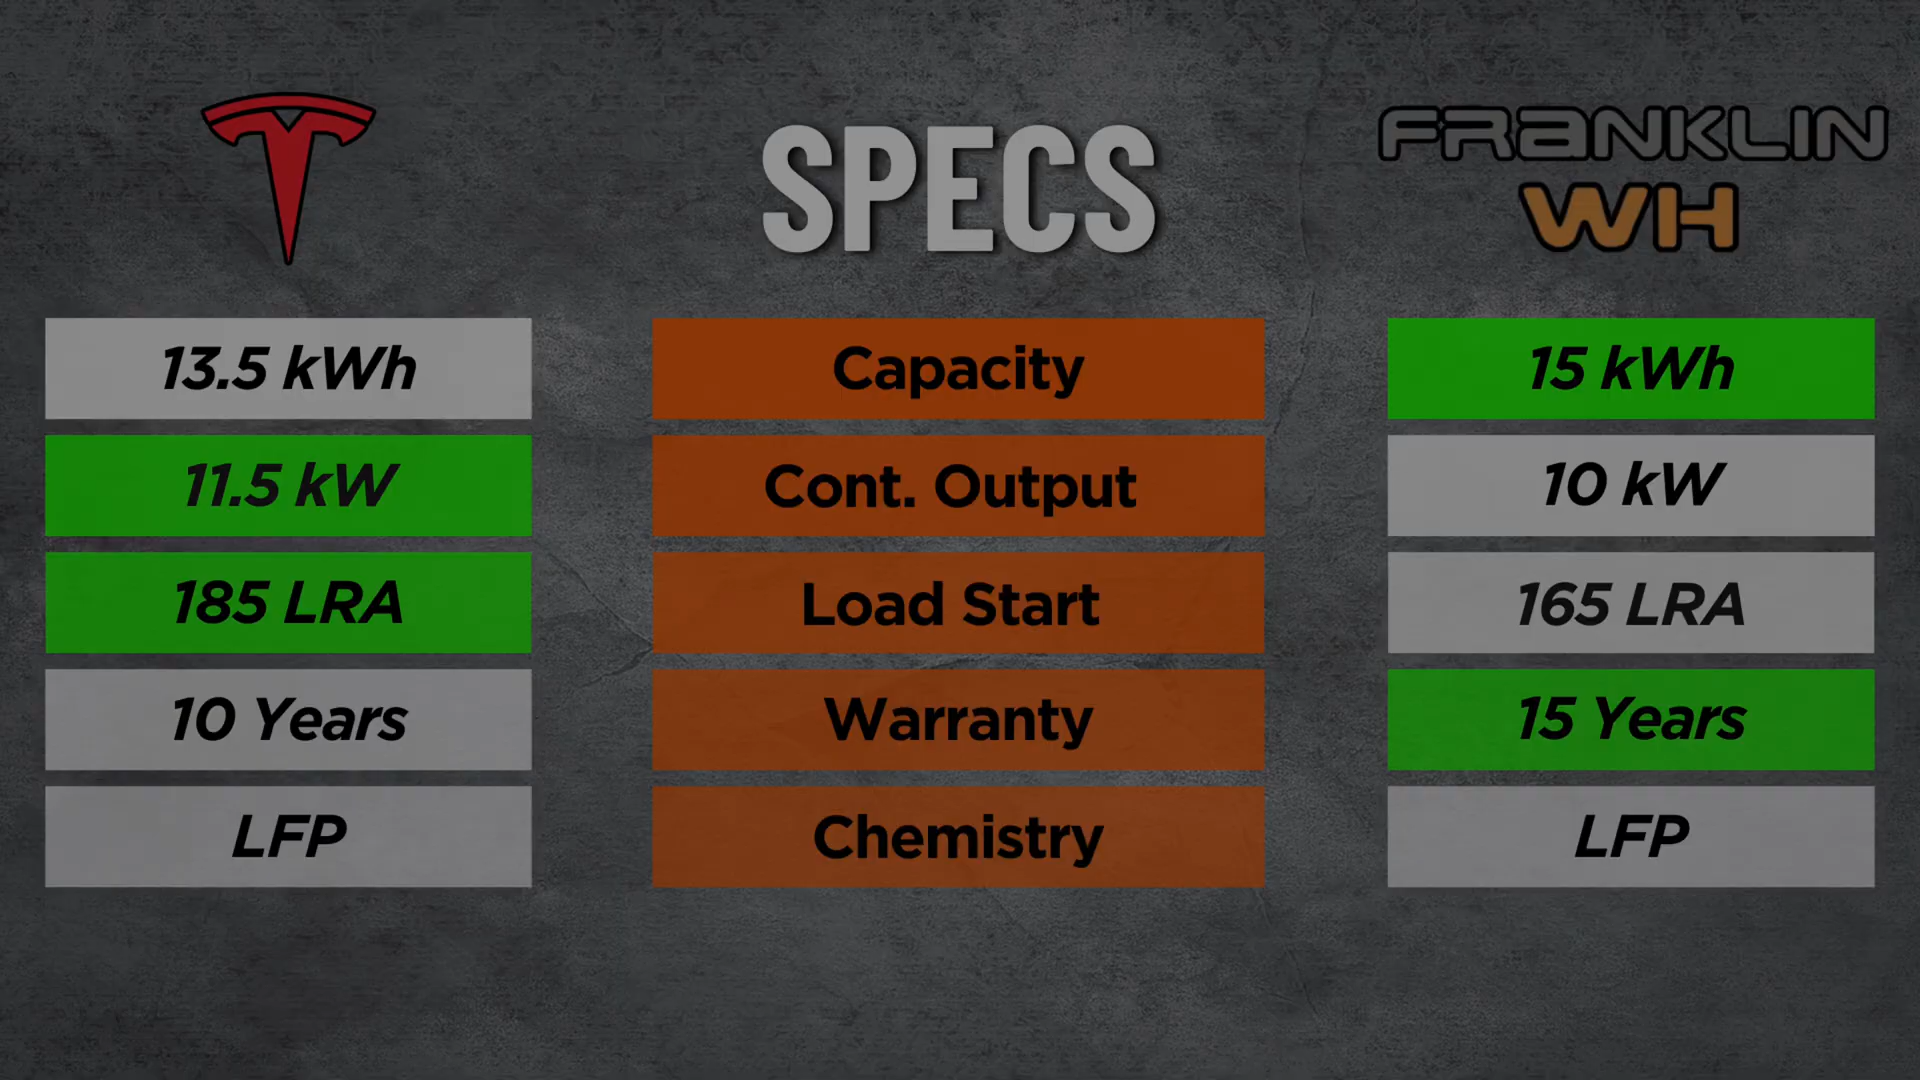 SPECS
FRANKLIN
WH
13.5 kWh Capacity 15 kWh
11.5 kW Cont. Output 10 kW
185 LRA Load Start 165 LRA
10 Years Warranty 15 Years
LFP Chemistry LFP